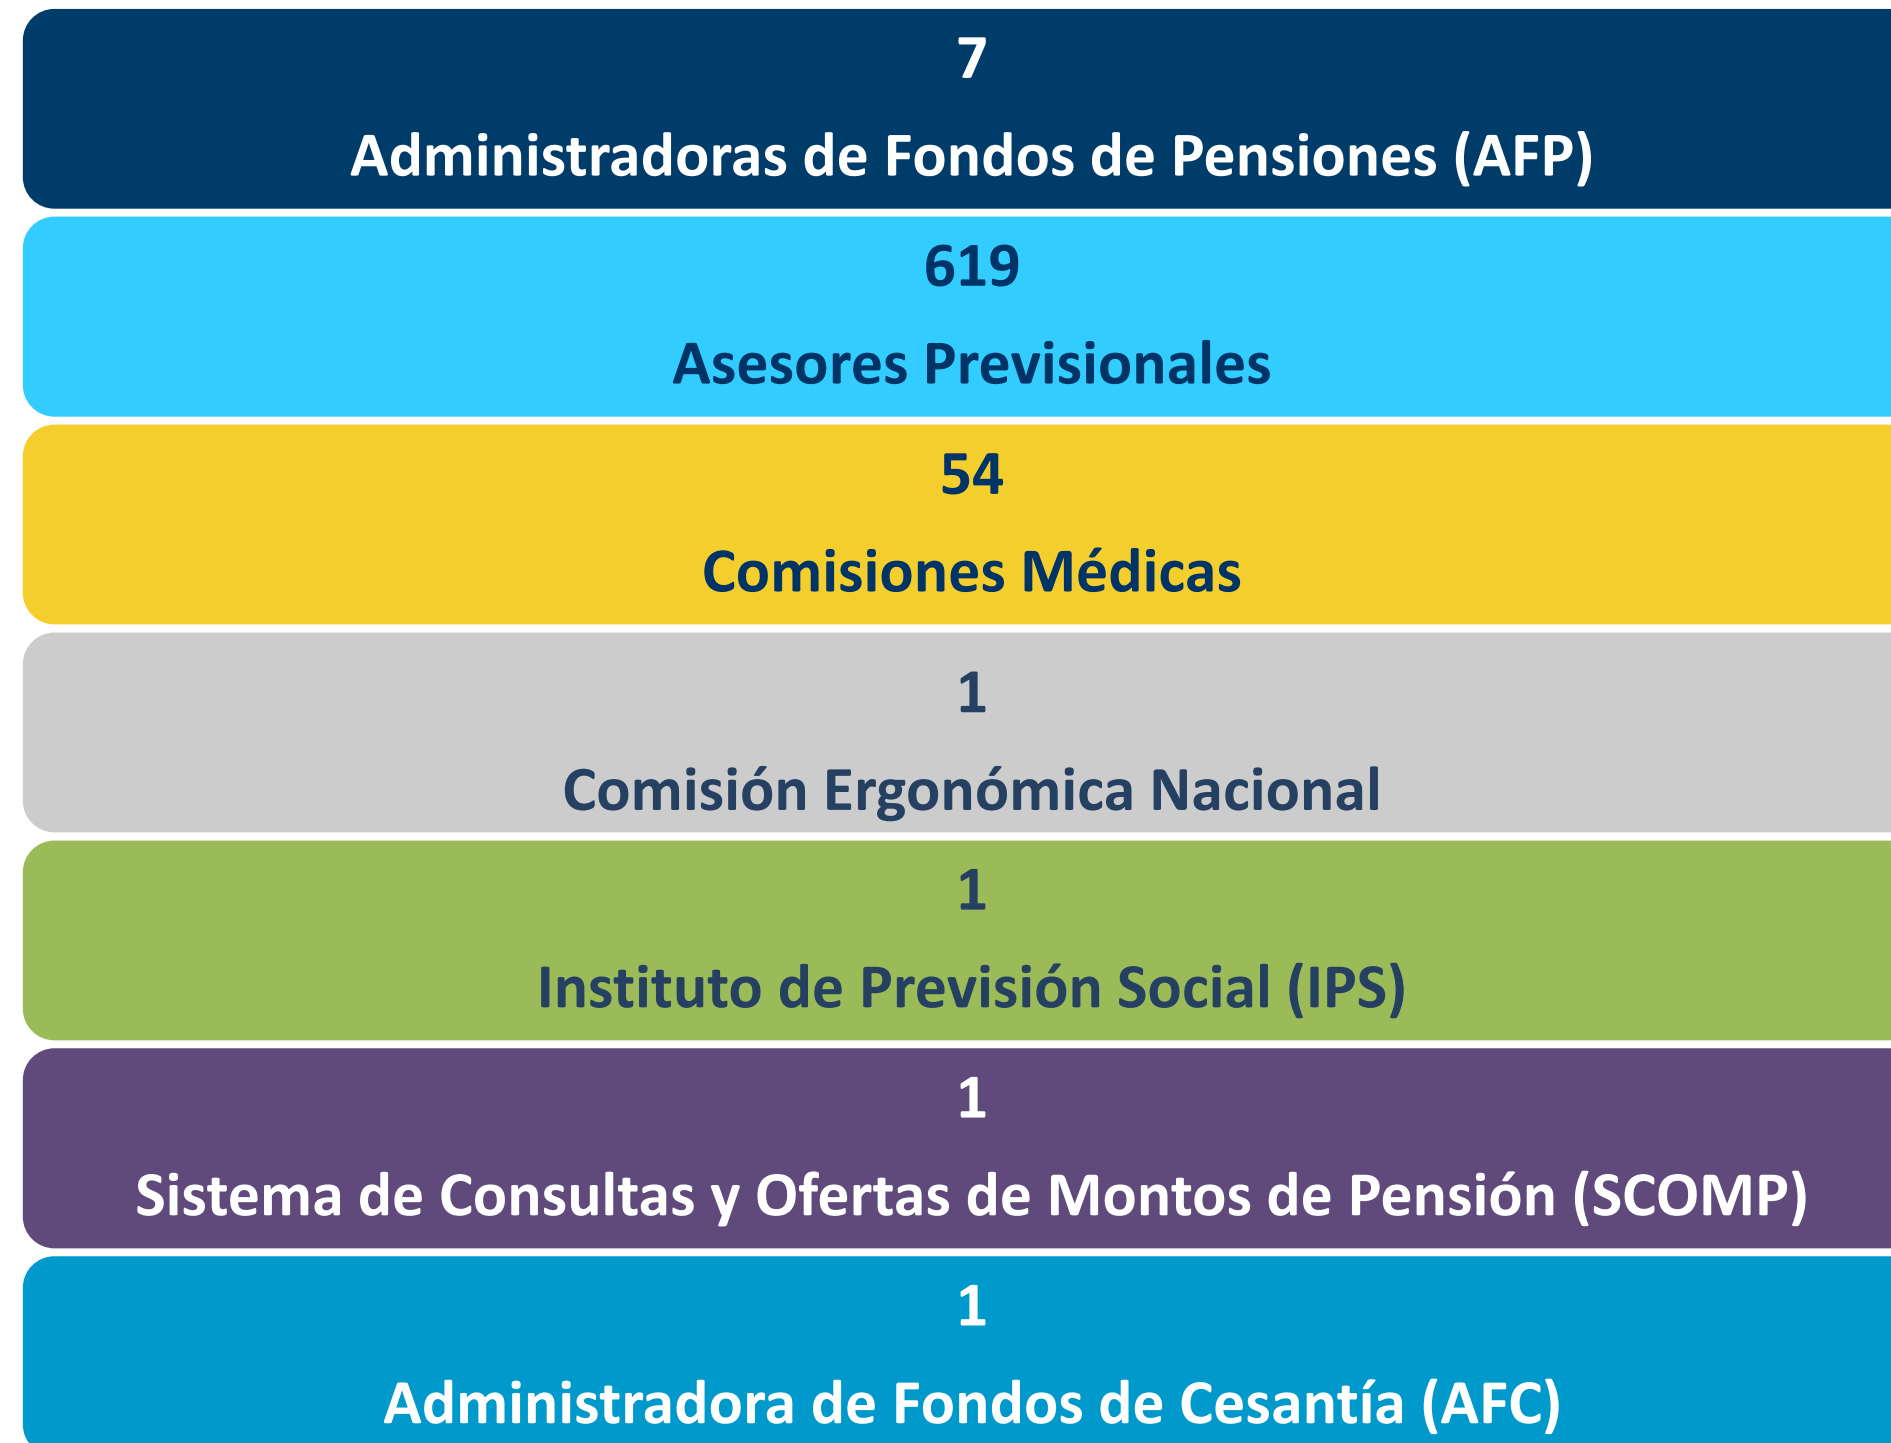 7
Administradoras de Fondos de Pensiones (AFP)
619
Asesores Previsionales
54
Comisiones Médicas
1
Comisión Ergonómica Nacional
1
Instituto de Previsión Social (IPS)
1
Sistema de Consultas y Ofertas de Montos de Pensión (SCOMP)
1
Administradora de Fondos de Cesantía (AFC)